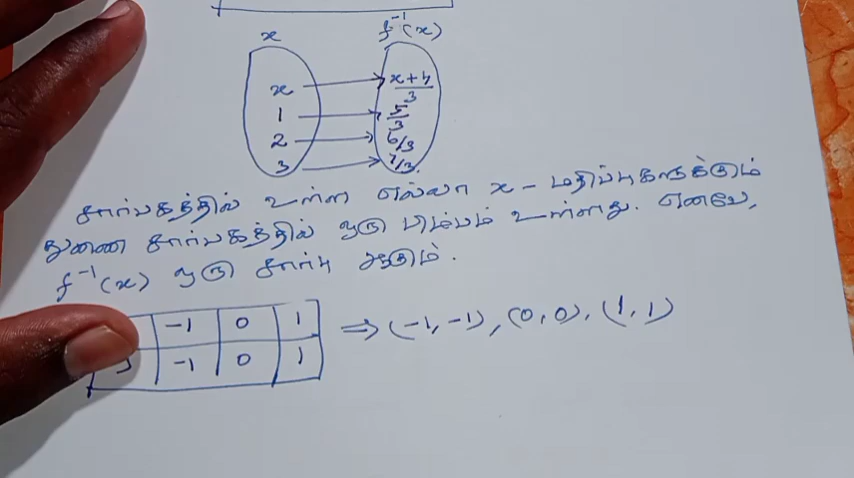 x f⁻¹(x)
x x+4/3
1 5/3
2 6/3
3 7/3
சார்பகத்தில் உள்ள எல்லா x - மதிப்புகளுக்கும்
துணை சார்பகத்தில் ஒரு பிம்பம் உள்ளது. எனவே,
f⁻¹(x) ஒரு சார்பு ஆகும்.
-1 0 1 ⇒ (-1, -1), (0, 0), (1, 1)
-1 0 1